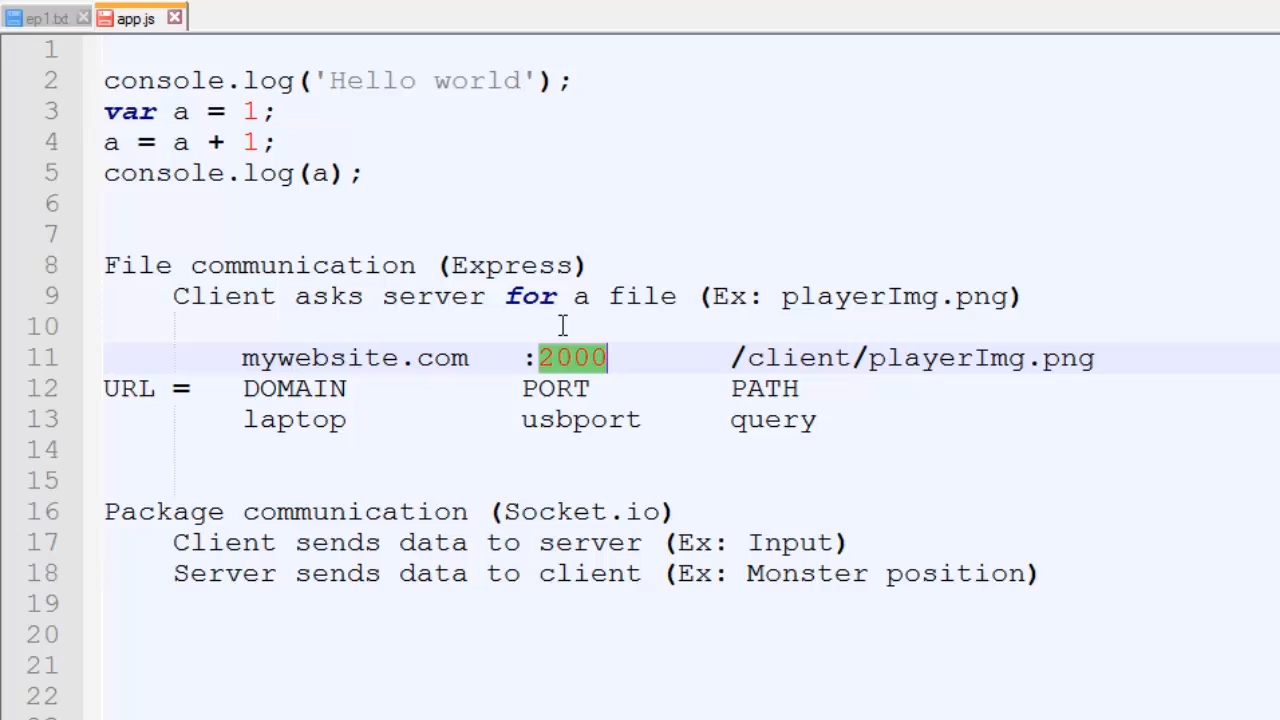 ep1.txt app.js
1
2 console.log('Hello world');
3 var a = 1;
4 a = a + 1;
5 console.log(a);
6
7
8 File communication (Express)
9 Client asks server for a file (Ex: playerImg.png)
10
11 mywebsite.com :2000 /client/playerImg.png
12 URL = DOMAIN PORT PATH
13 laptop usbport query
14
15
16 Package communication (Socket.io)
17 Client sends data to server (Ex: Input)
18 Server sends data to client (Ex: Monster position)
19
20
21
22